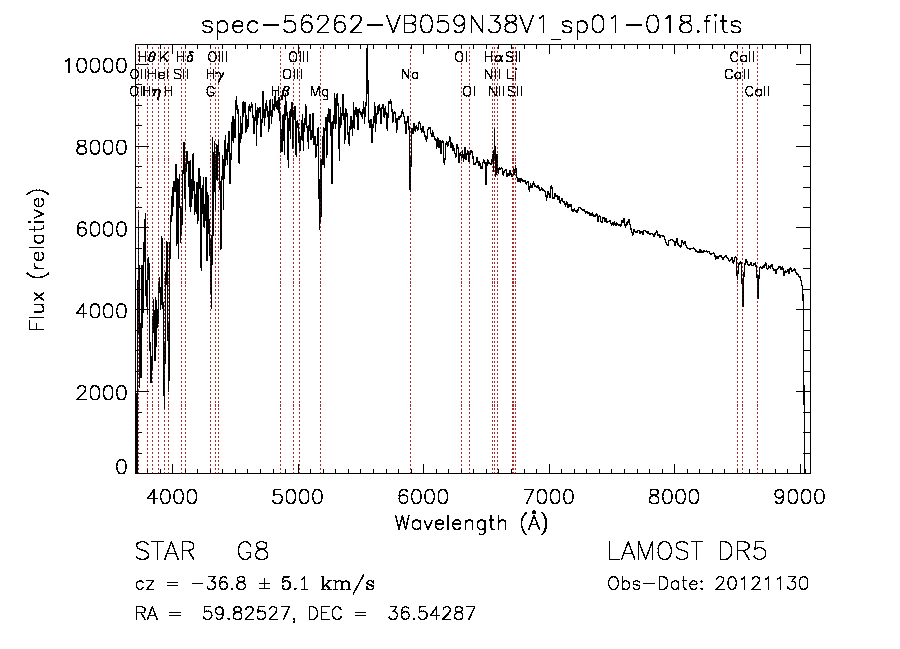 spec-56262-VB059N38V1_sp01-018.fits
Hθ K Hδ OIII OIII OI Hα SII CaII
OII HeI SII Hγ OIII Mg Na NII Li CaII
OII Hη H G Hβ Mg OI NII SII CaII
10000
8000
6000
4000
2000
0
Flux (relative)
4000 5000 6000 7000 8000 9000
Wavelength (Å)
STAR G8 LAMOST DR5
cz = −36.8 ± 5.1 km/s Obs-Date: 20121130
RA = 59.82527, DEC = 36.54287